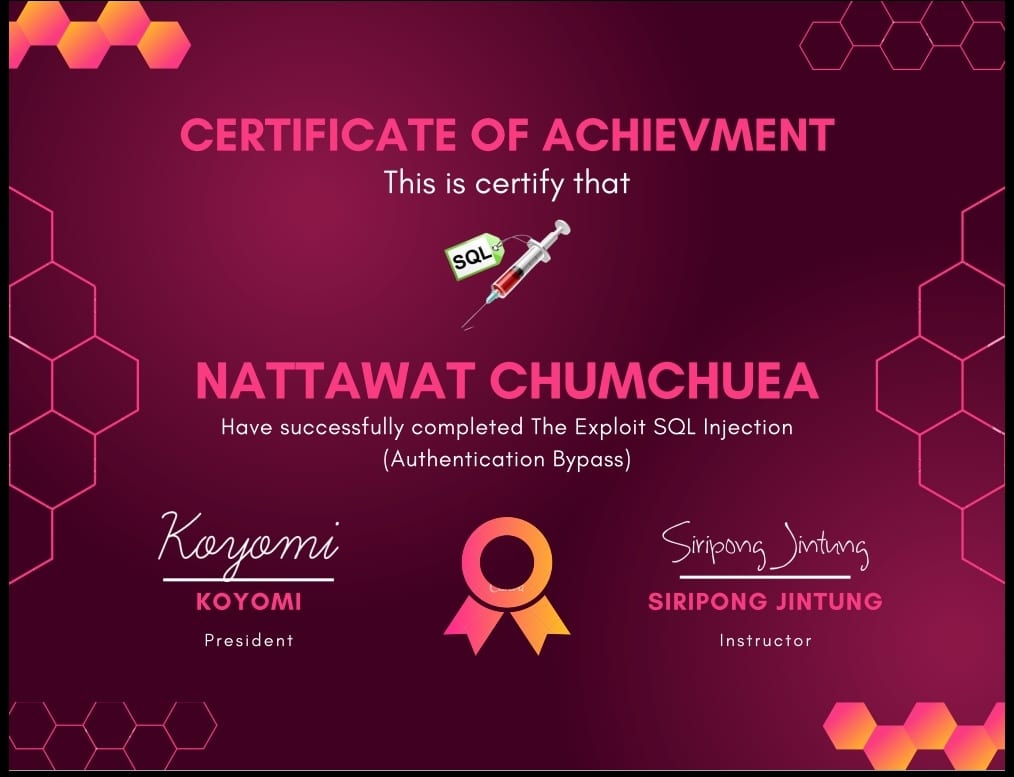 CERTIFICATE OF ACHIEVMENT
This is certify that
SQL
NATTAWAT CHUMCHUEA
Have successfully completed The Exploit SQL Injection
(Authentication Bypass)
Koyomi
Siripong Jintung
KOYOMI
SIRIPONG JINTUNG
President
Instructor